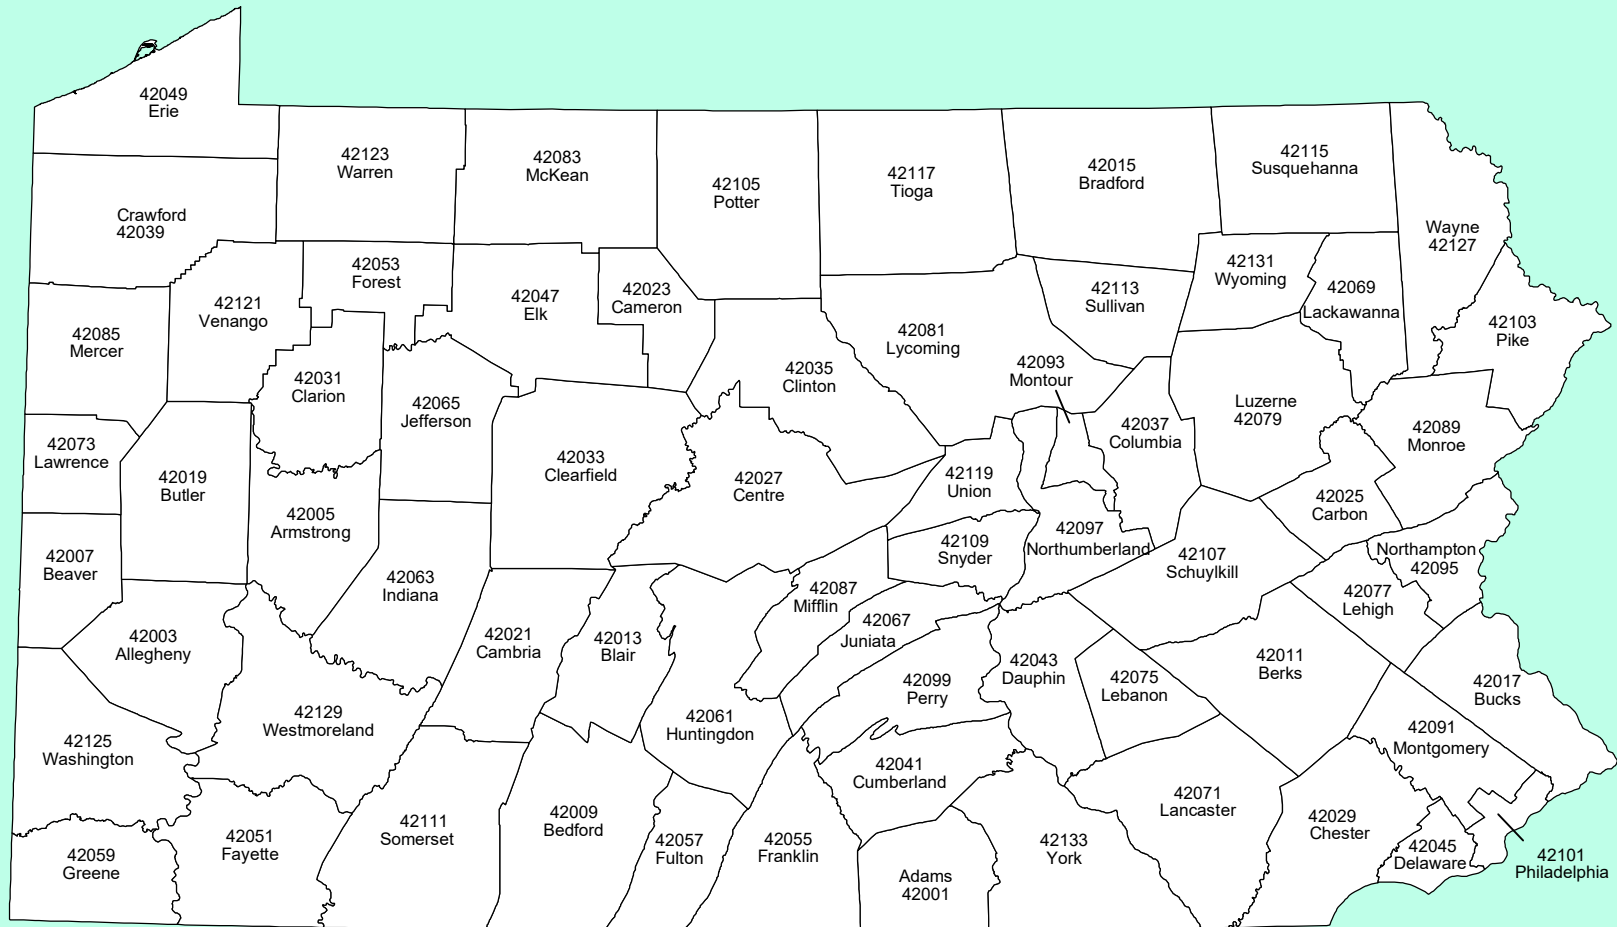 42049
Erie
42123
Warren
42083
McKean
42105
Potter
42117
Tioga
42015
Bradford
42115
Susquehanna
Crawford
42039
Wayne
42127
42053
Forest
42023
Cameron
42047
Elk
42121
Venango
42113
Sullivan
42131
Wyoming
42069
Lackawanna
42103
Pike
42085
Mercer
42081
Lycoming
42093
Montour
42035
Clinton
42031
Clarion
42065
Jefferson
42037
Columbia
Luzerne
42079
42089
Monroe
42073
Lawrence
42019
Butler
42033
Clearfield
42027
Centre
42119
Union
42025
Carbon
42005
Armstrong
42007
Beaver
42109
Snyder
42097
Northumberland
42107
Schuylkill
Northampton
42095
42063
Indiana
42087
Mifflin
42077
Lehigh
42003
Allegheny
42021
Cambria
42013
Blair
42067
Juniata
42043
Dauphin
42075
Lebanon
42011
Berks
42017
Bucks
42099
Perry
42129
Westmoreland
42061
Huntingdon
42125
Washington
42091
Montgomery
42041
Cumberland
42071
Lancaster
42111
Somerset
42009
Bedford
42029
Chester
42059
Greene
42051
Fayette
42057
Fulton
42055
Franklin
42133
York
42045
Delaware
42101
Philadelphia
Adams
42001